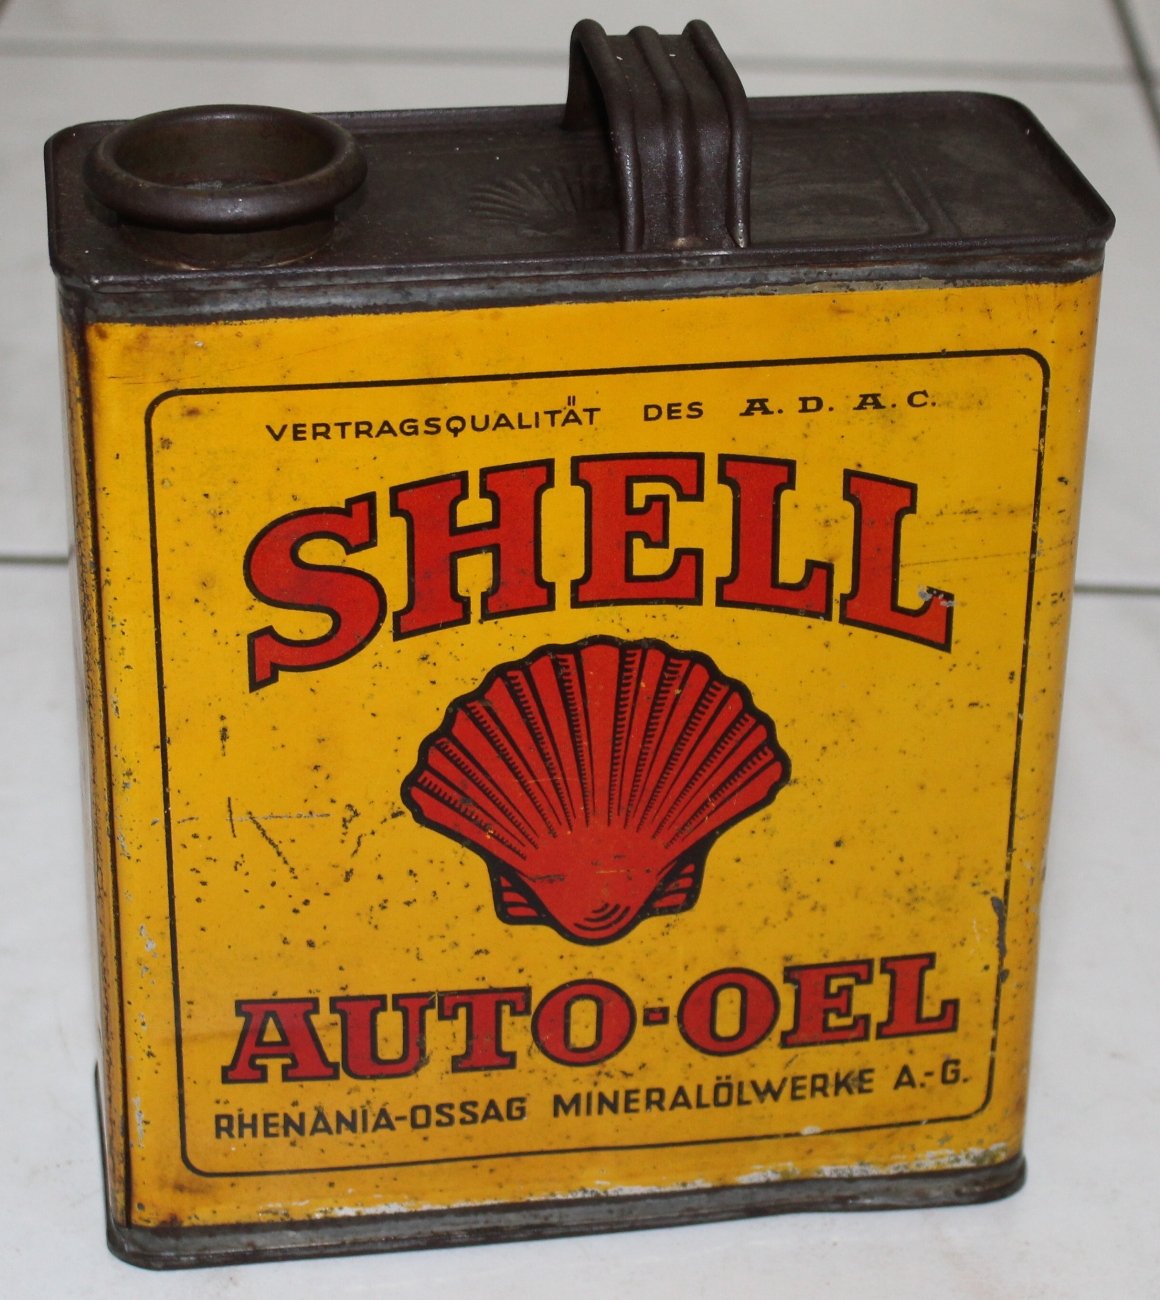 VERTRAGSQUALITÄT DES A.D.A.C.
SHELL
AUTO-OEL
RHENANIA-OSSAG MINERALÖLWERKE A.-G.